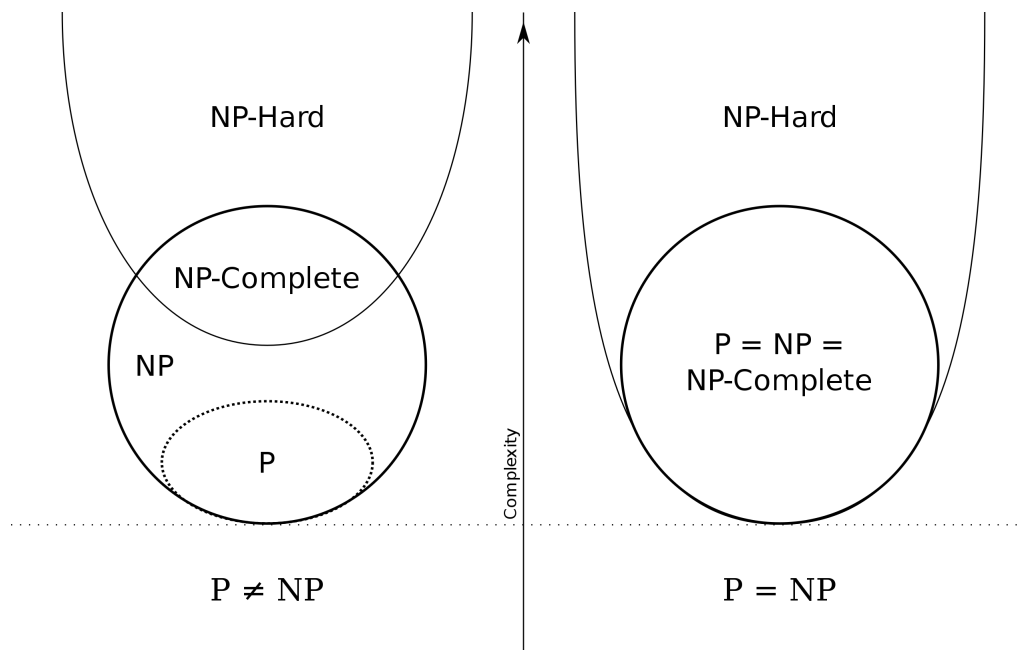 NP-Hard
NP-Complete
NP
P
P ≠ NP
Complexity
NP-Hard
P = NP =
NP-Complete
P = NP